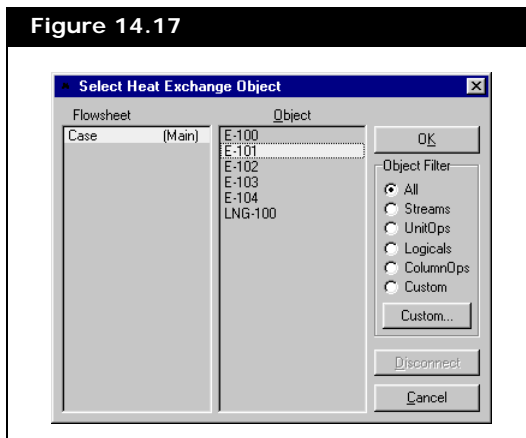 Figure 14.17
Select Heat Exchange Object
Flowsheet
Object
Case (Main)
E-100
E-101
E-102
E-103
E-104
LNG-100
OK
Object Filter
All
Streams
UnitOps
Logicals
ColumnOps
Custom
Custom...
Disconnect
Cancel